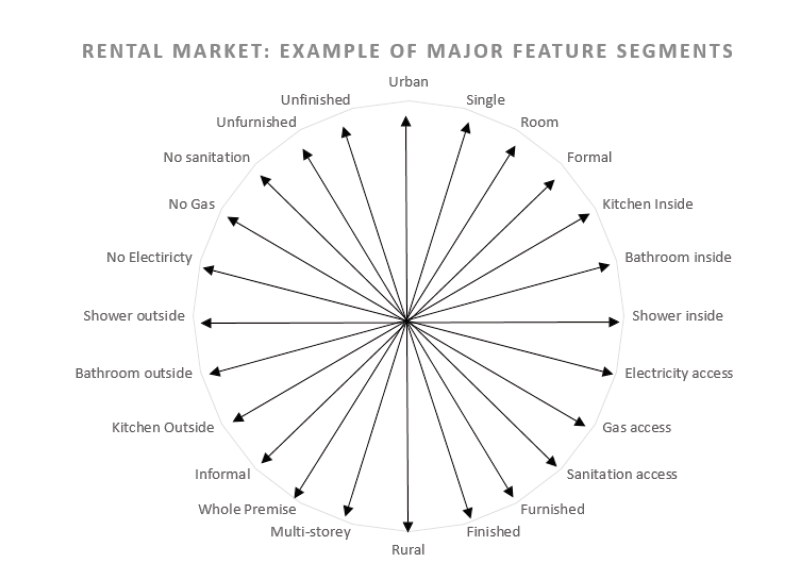 RENTAL MARKET: EXAMPLE OF MAJOR FEATURE SEGMENTS
Urban
Single
Room
Formal
Kitchen Inside
Bathroom inside
Shower inside
Electricity access
Gas access
Sanitation access
Furnished
Finished
Rural
Multi-storey
Whole Premise
Informal
Kitchen Outside
Bathroom outside
Shower outside
No Electiricty
No Gas
No sanitation
Unfurnished
Unfinished